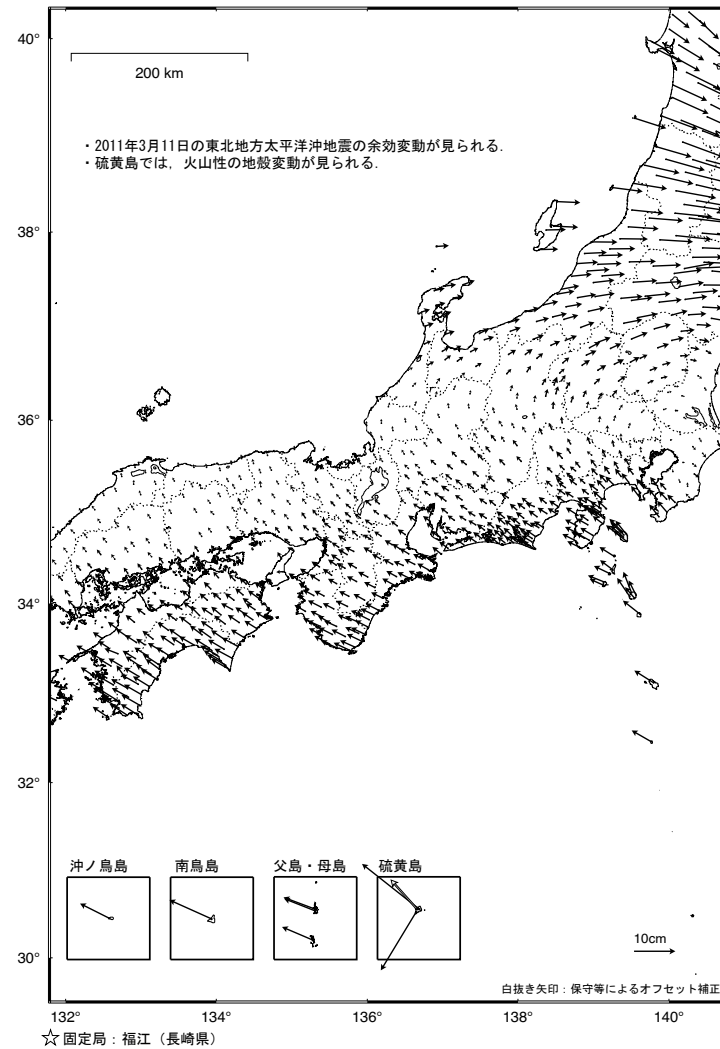 40°
200 km
・2011年3月11日の東北地方太平洋沖地震の余効変動が見られる.
・硫黄島では，火山性の地殻変動が見られる.
38°
36°
34°
32°
沖ノ鳥島 南鳥島 父島・母島 硫黄島
10cm
30°
白抜き矢印：保守等によるオフセット補正
132° 134° 136° 138° 140°
☆ 固定局：福江（長崎県）